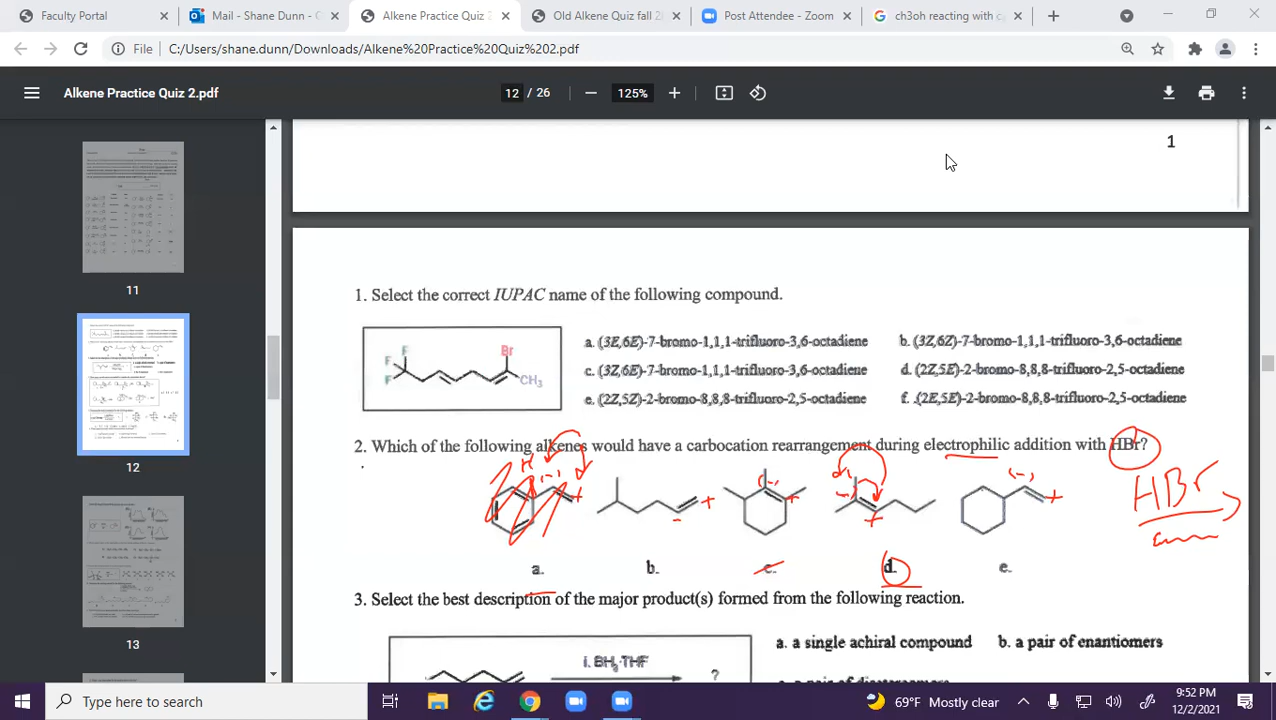 Faculty Portal
Mail - Shane Dunn - C
Alkene Practice Quiz 2
Old Alkene Quiz fall 2
Post Attendee - Zoom
ch3oh reacting with c
File
C:/Users/shane.dunn/Downloads/Alkene%20Practice%20Quiz%202.pdf
Alkene Practice Quiz 2.pdf
12 / 26
125%
11
12
13
1
1. Select the correct IUPAC name of the following compound.
F
F
F
Br
CH3
a. (3E,6E)-7-bromo-1,1,1-trifluoro-3,6-octadiene
b. (3Z,6Z)-7-bromo-1,1,1-trifluoro-3,6-octadiene
c. (3Z,6E)-7-bromo-1,1,1-trifluoro-3,6-octadiene
d. (2Z,5E)-2-bromo-8,8,8-trifluoro-2,5-octadiene
e. (2Z,5Z)-2-bromo-8,8,8-trifluoro-2,5-octadiene
f. (2E,5E)-2-bromo-8,8,8-trifluoro-2,5-octadiene
2. Which of the following alkenes would have a carbocation rearrangement during electrophilic addition with HBr?
H
(-)
+
- +
(-)
+
(-)
+
(-)
+
HBr
a.
b.
c.
d.
e.
3. Select the best description of the major product(s) formed from the following reaction.
i. BH3 THF
?
a. a single achiral compound
b. a pair of enantiomers
Type here to search
69°F Mostly clear
9:52 PM
12/2/2021